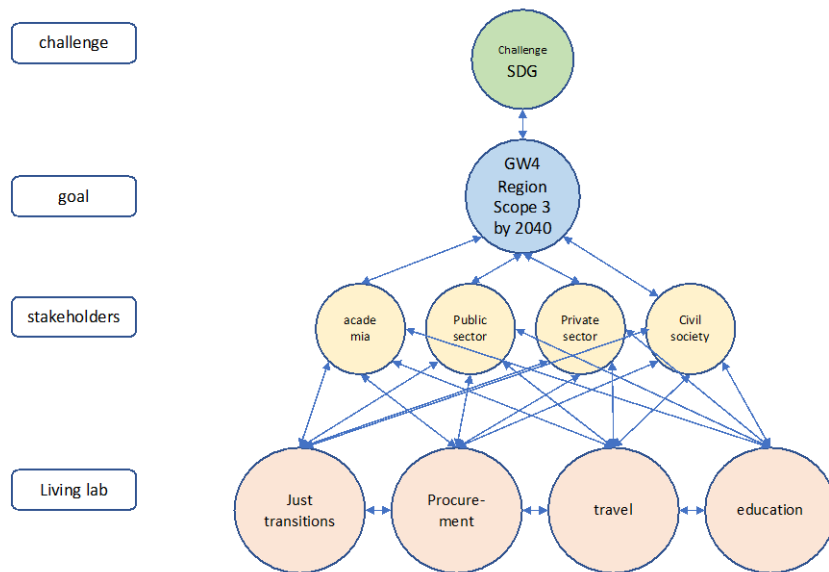 challenge
Challenge
SDG
goal
GW4
Region
Scope 3
by 2040
stakeholders
acade
mia
Public
sector
Private
sector
Civil
society
Living lab
Just
transitions
Procure-
ment
travel
education